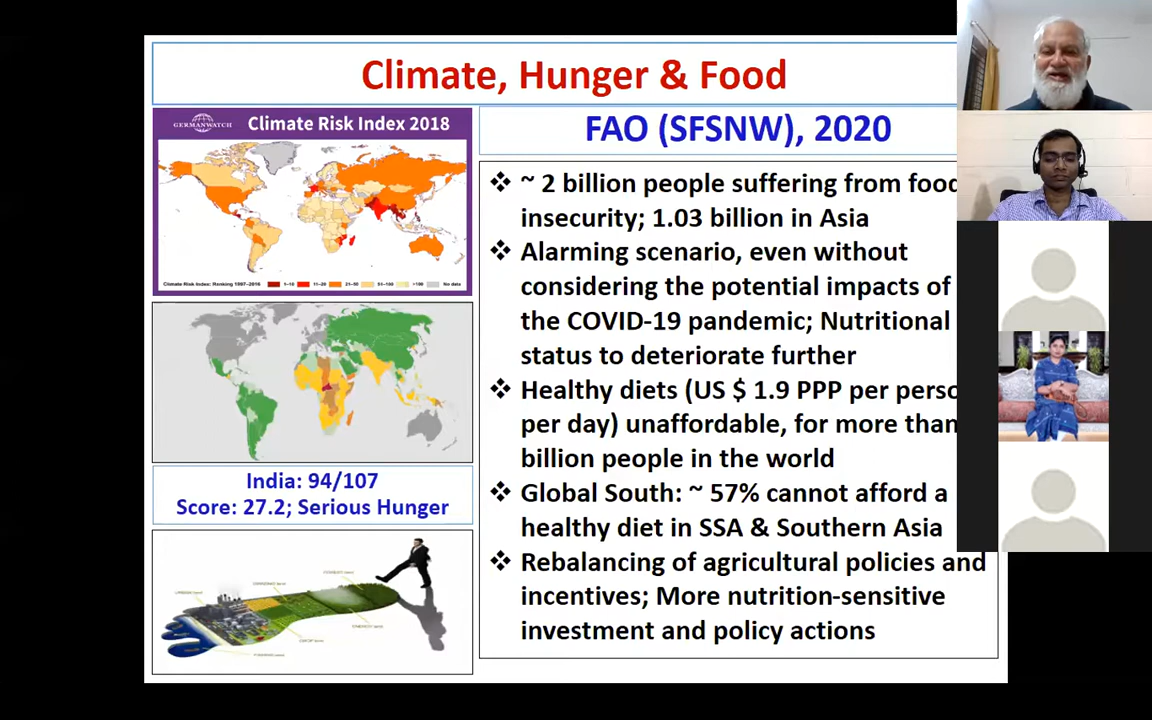 Climate, Hunger & Food
GERMANWATCH
Climate Risk Index 2018
Climate Risk Index: Ranking 1997-2016 1-10 11-20 21-50 51-100 >100 No data
India: 94/107
Score: 27.2; Serious Hunger
FAO (SFSNW), 2020
❖ ~ 2 billion people suffering from food
insecurity; 1.03 billion in Asia
❖ Alarming scenario, even without
considering the potential impacts of
the COVID-19 pandemic; Nutritional
status to deteriorate further
❖ Healthy diets (US $ 1.9 PPP per perso
per day) unaffordable, for more than
billion people in the world
❖ Global South: ~ 57% cannot afford a
healthy diet in SSA & Southern Asia
❖ Rebalancing of agricultural policies and
incentives; More nutrition-sensitive
investment and policy actions